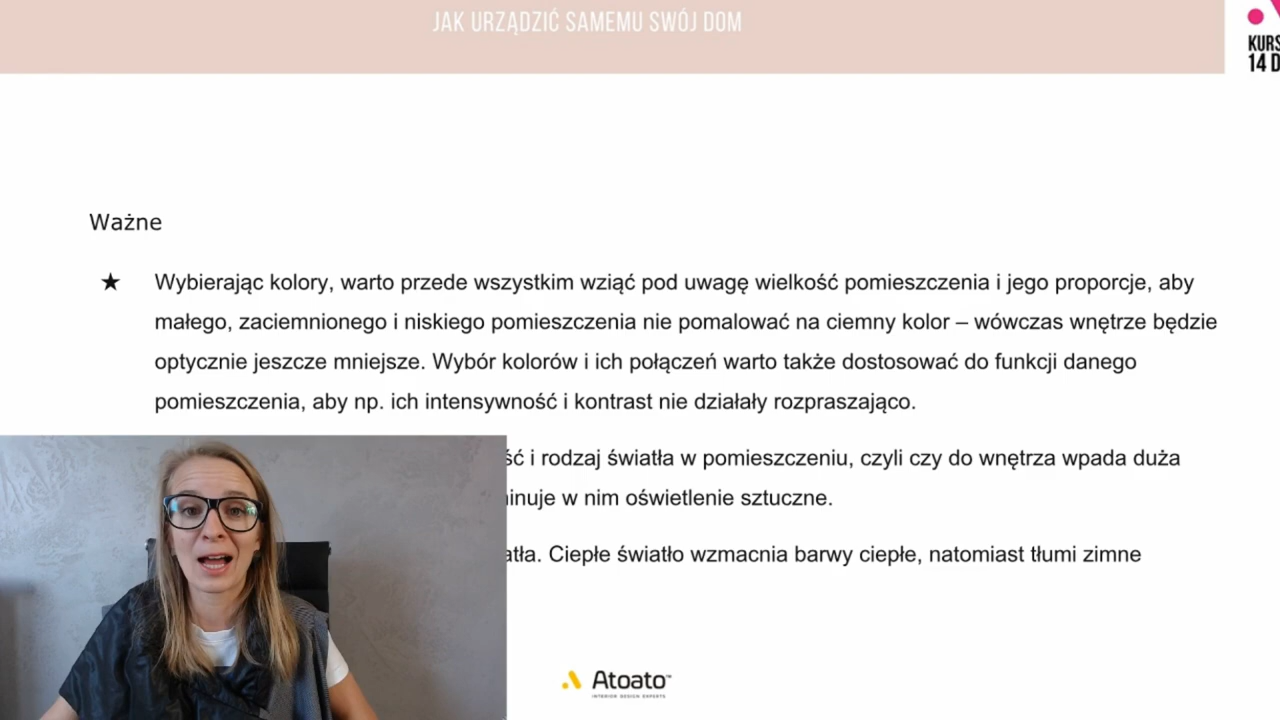 JAK URZĄDZIĆ SAMEMU SWÓJ DOM
KURS
14 D
Ważne
★ Wybierając kolory, warto przede wszystkim wziąć pod uwagę wielkość pomieszczenia i jego proporcje, aby
małego, zaciemnionego i niskiego pomieszczenia nie pomalować na ciemny kolor – wówczas wnętrze będzie
optycznie jeszcze mniejsze. Wybór kolorów i ich połączeń warto także dostosować do funkcji danego
pomieszczenia, aby np. ich intensywność i kontrast nie działały rozpraszająco.
ść i rodzaj światła w pomieszczeniu, czyli czy do wnętrza wpada duża
inuje w nim oświetlenie sztuczne.
atła. Ciepłe światło wzmacnia barwy ciepłe, natomiast tłumi zimne
Atoato™
INTERIOR DESIGN EXPERTS